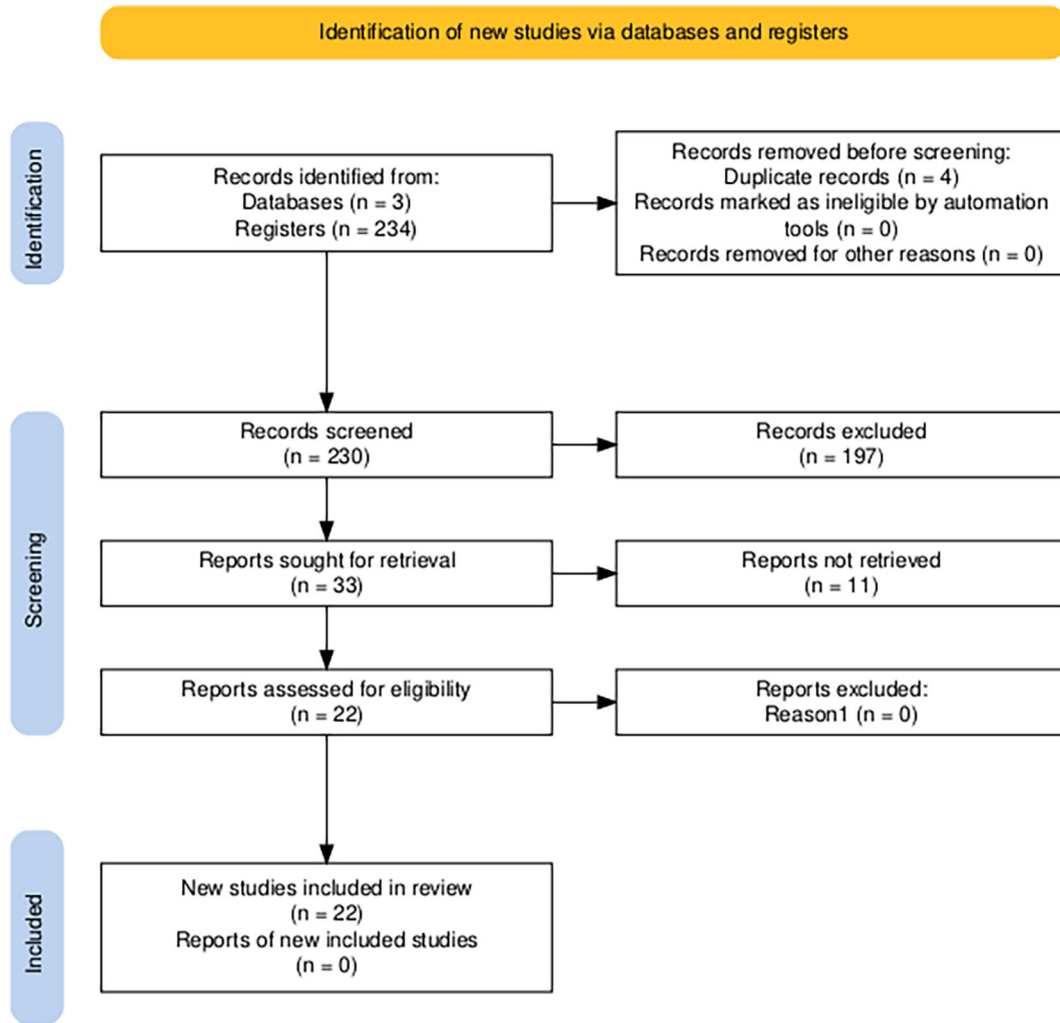 Identification of new studies via databases and registers
Identification
Records identified from:
Databases (n = 3)
Registers (n = 234)
Records removed before screening:
Duplicate records (n = 4)
Records marked as ineligible by automation
tools (n = 0)
Records removed for other reasons (n = 0)
Screening
Records screened
(n = 230)
Records excluded
(n = 197)
Reports sought for retrieval
(n = 33)
Reports not retrieved
(n = 11)
Reports assessed for eligibility
(n = 22)
Reports excluded:
Reason1 (n = 0)
Included
New studies included in review
(n = 22)
Reports of new included studies
(n = 0)